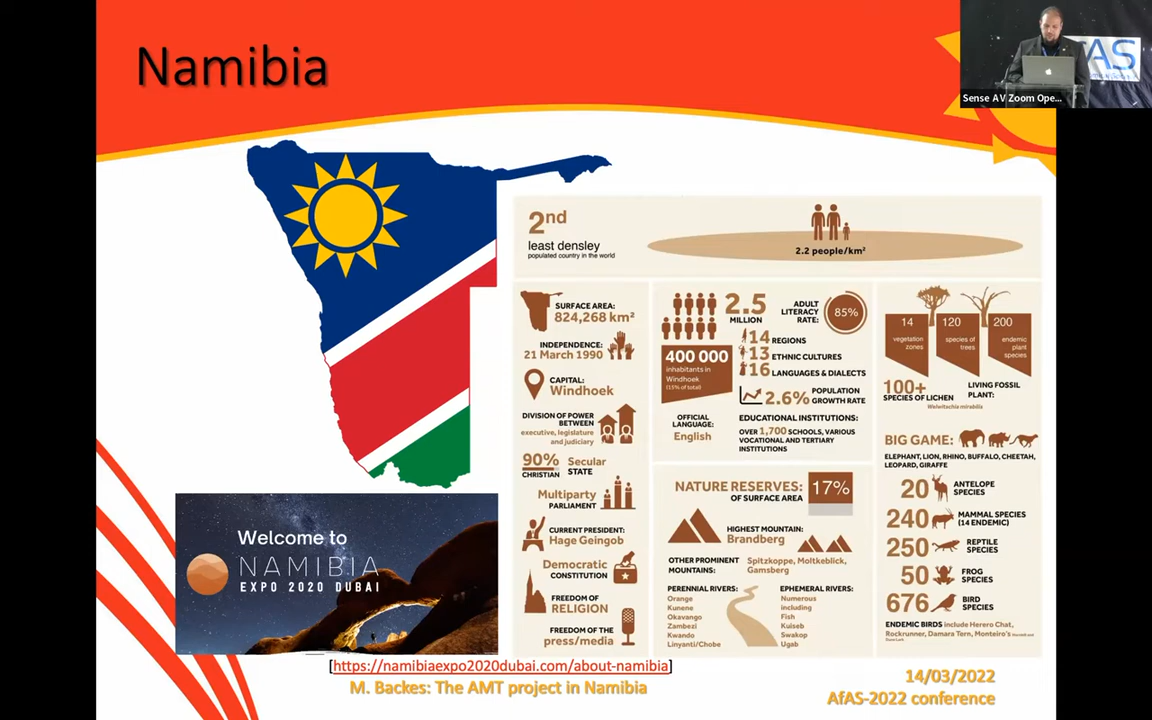 Namibia
AS
Sense AV Zoom Ope...
2nd
least densley
populated country in the world
2.2 people/km²
SURFACE AREA:
824,268 km²
INDEPENDENCE:
21 March 1990
CAPITAL:
Windhoek
DIVISION OF POWER
BETWEEN
executive, legislature
and judiciary
90%
CHRISTIAN
Secular
STATE
Multiparty
PARLIAMENT
CURRENT PRESIDENT:
Hage Geingob
Democratic
CONSTITUTION
FREEDOM OF
RELIGION
FREEDOM OF THE
press/media
2.5
MILLION
ADULT
LITERACY
RATE:
85%
400 000
inhabitants in
Windhoek
(15% of total)
14 REGIONS
13 ETHNIC CULTURES
16 LANGUAGES & DIALECTS
2.6% POPULATION
GROWTH RATE
OFFICIAL
LANGUAGE:
English
EDUCATIONAL INSTITUTIONS:
OVER 1,700 SCHOOLS, VARIOUS
VOCATIONAL AND TERTIARY
INSTITUTIONS
NATURE RESERVES:
OF SURFACE AREA
17%
HIGHEST MOUNTAIN:
Brandberg
OTHER PROMINENT
MOUNTAINS:
Spitzkoppe, Moltkeblick,
Gamsberg
PERENNIAL RIVERS:
Orange
Kunene
Okavango
Zambezi
Kwando
Linyanti/Chobe
EPHEMERAL RIVERS:
Numerous
including
Fish
Kuiseb
Swakop
Ugab
14
vegetation
zones
120
species of
trees
200
endemic
plant
species
100+
SPECIES OF LICHEN
LIVING FOSSIL
PLANT:
Welwitschia mirabilis
BIG GAME:
ELEPHANT, LION, RHINO, BUFFALO, CHEETAH,
LEOPARD, GIRAFFE
20 ANTELOPE
SPECIES
240 MAMMAL SPECIES
(14 ENDEMIC)
250 REPTILE
SPECIES
50 FROG
SPECIES
676 BIRD
SPECIES
ENDEMIC BIRDS include Herero Chat,
Rockrunner, Damara Tern, Monteiro's
Welcome to
NAMIBIA
EXPO 2020 DUBAI
[https://namibiaexpo2020dubai.com/about-namibia]
M. Backes: The AMT project in Namibia
14/03/2022
AfAS-2022 conference